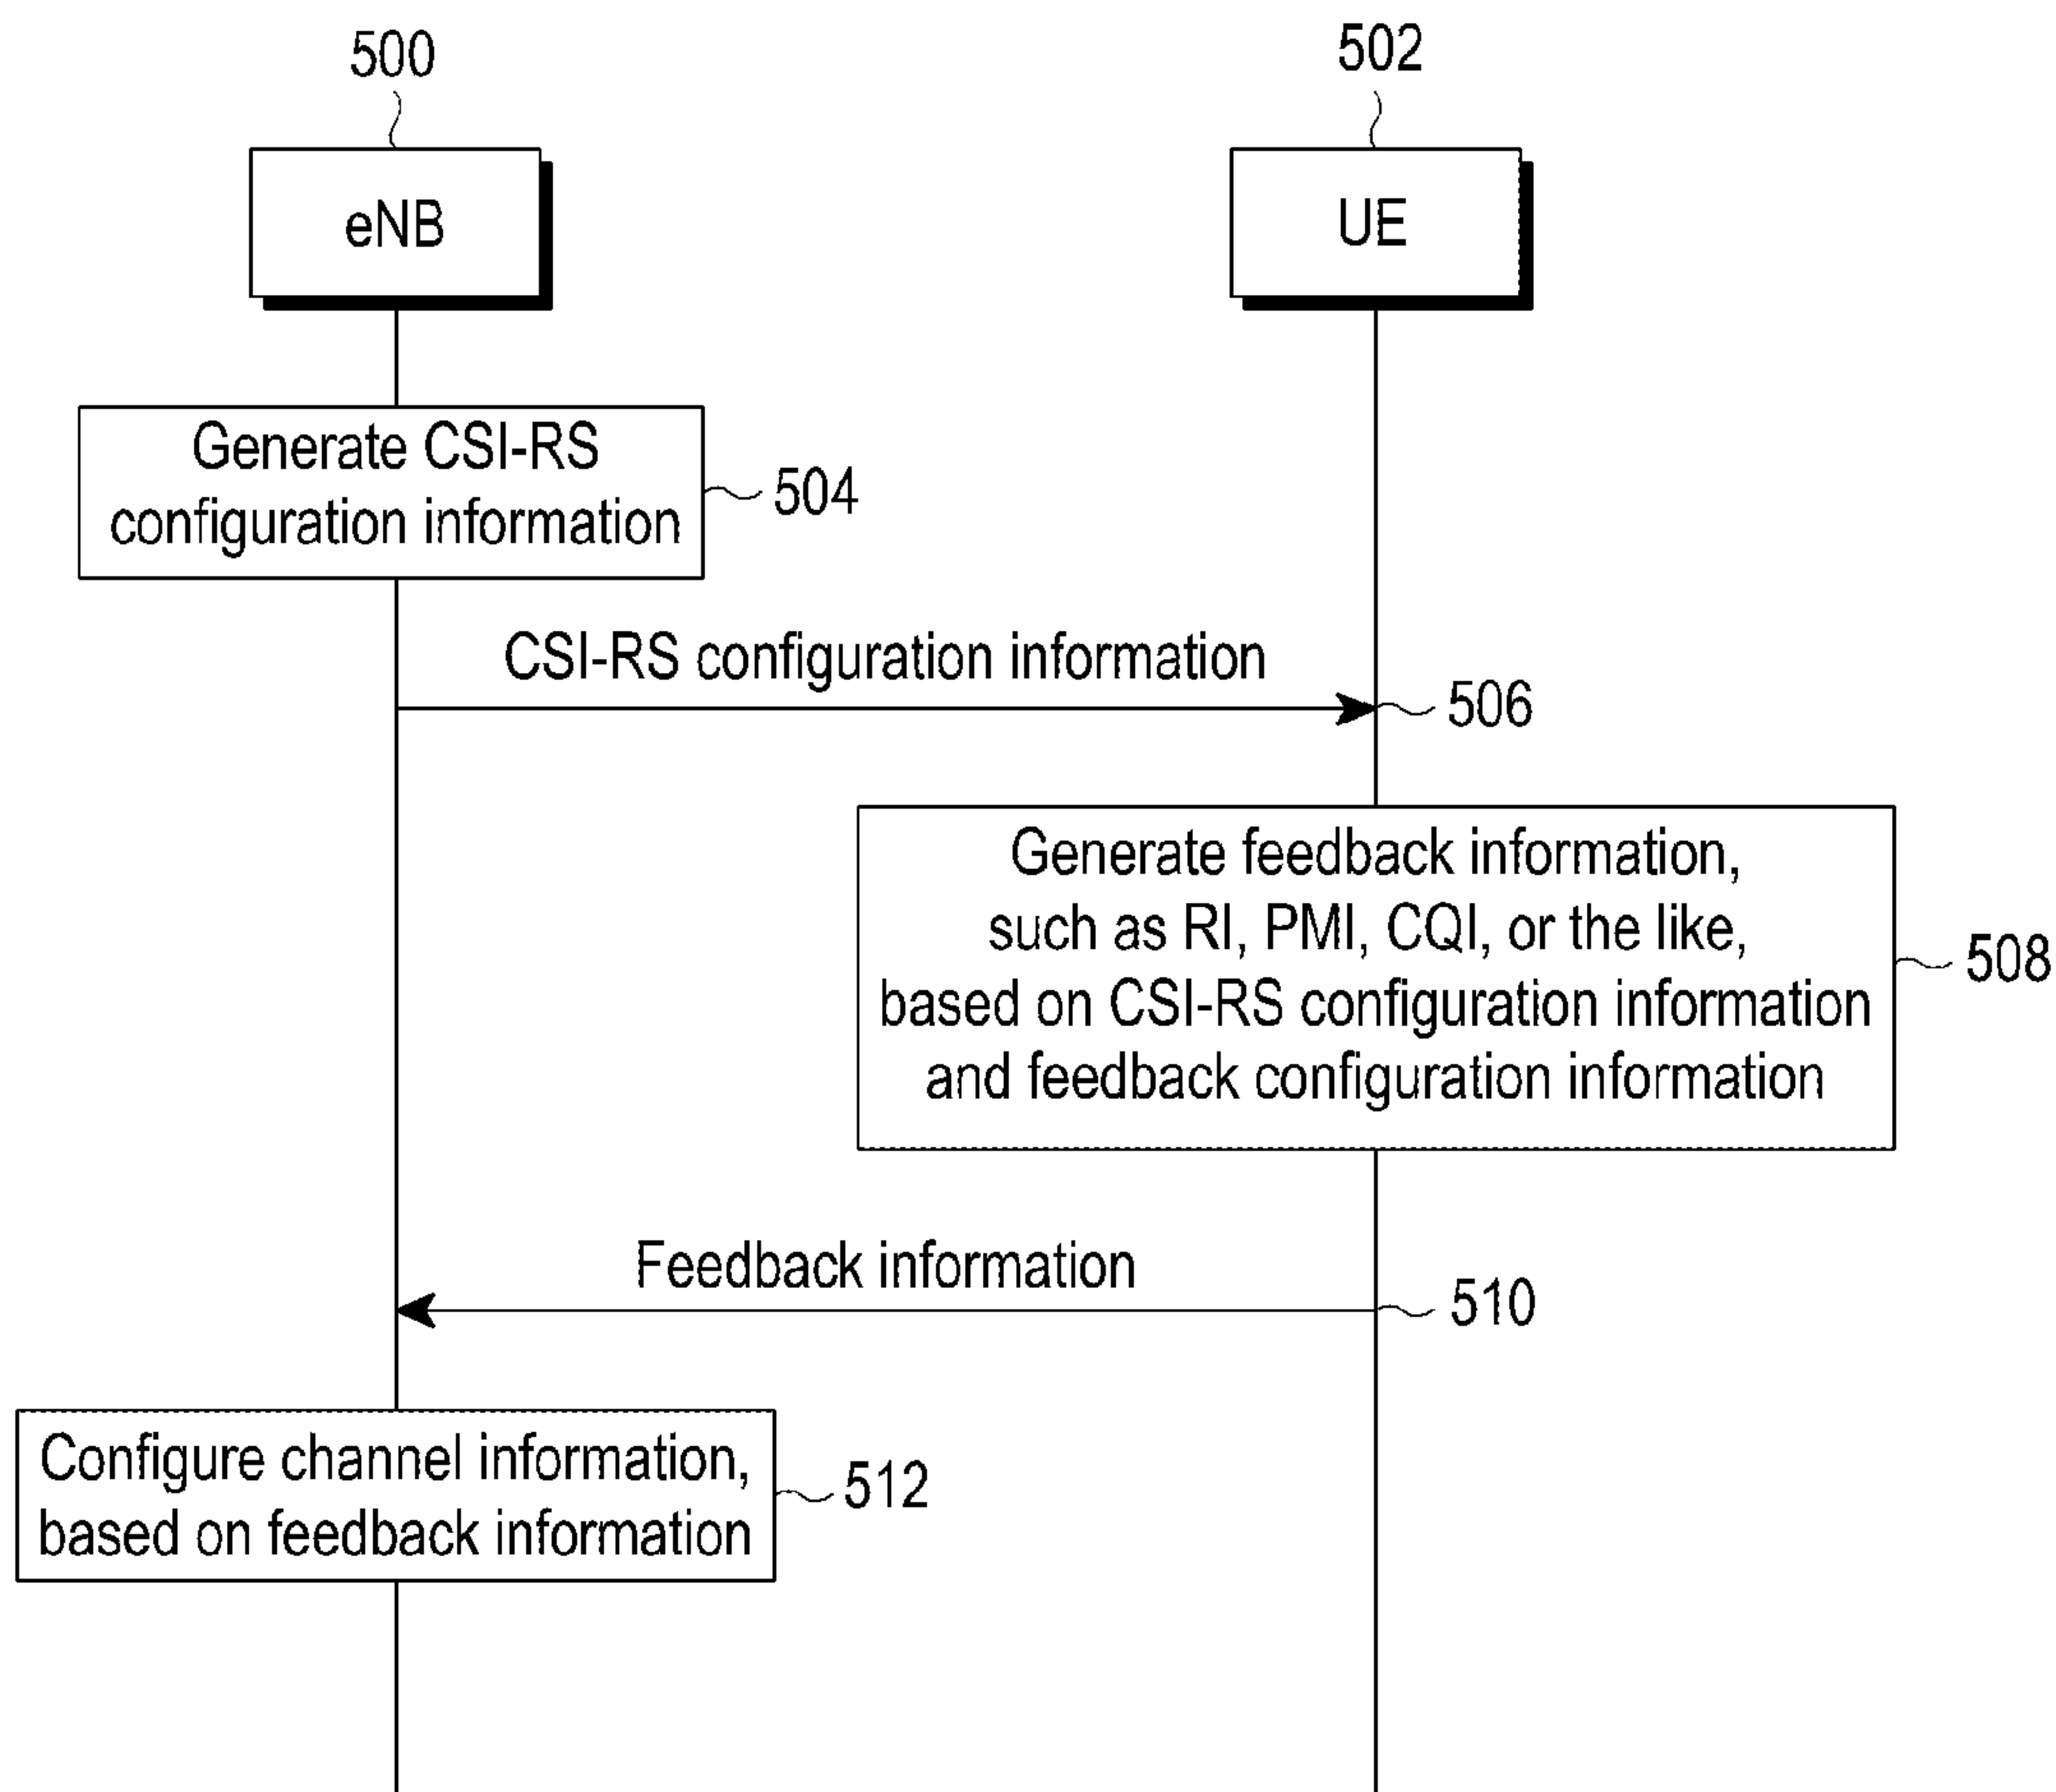 500
502
eNB
UE
Generate CSI-RS
configuration information
504
CSI-RS configuration information
506
Generate feedback information,
such as RI, PMI, CQI, or the like,
based on CSI-RS configuration information
and feedback configuration information
508
Feedback information
510
Configure channel information,
based on feedback information
512